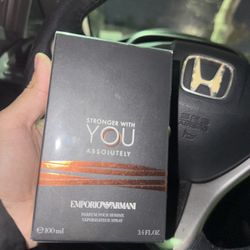 STRONGER WITH
YOU
ABSOLUTELY
EMPORIO ARMANI
PARFUM POUR HOMME
VAPORISATEUR SPRAY
100 ml 3.4 FL.OZ